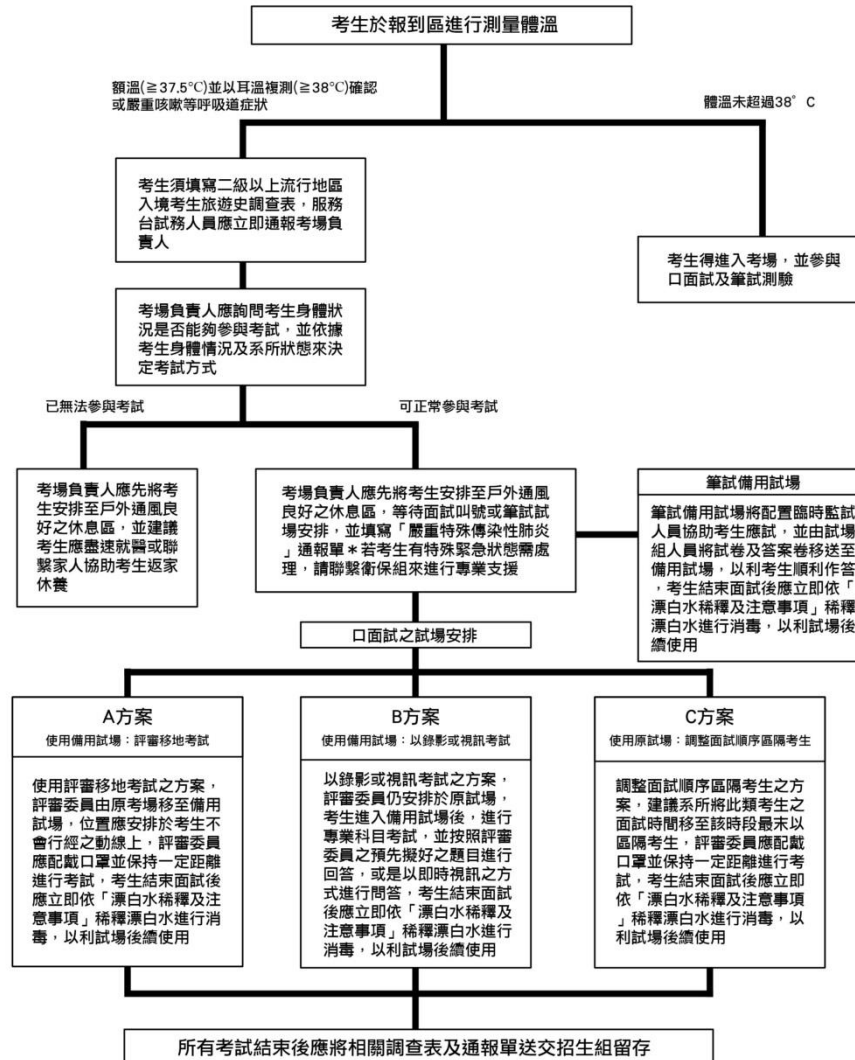 考生於報到區進行測量體溫
額溫(≧37.5°C)並以耳溫複測(≧38°C)確認
或嚴重咳嗽等呼吸道症狀
體溫未超過38°C
考生須填寫二級以上流行地區
入境考生旅遊史調查表，服務
台試務人員應立即通報考場負
責人
考生得進入考場，並參與
口面試及筆試測驗
考場負責人應詢問考生身體狀
況是否能夠參與考試，並依據
考生身體情況及系所狀態來決
定考試方式
已無法參與考試
可正常參與考試
考場負責人應先將考
生安排至戶外通風良
好之休息區，並建議
考生應盡速就醫或聯
繫家人協助考生返家
休養
考場負責人應先將考生安排至戶外通風
良好之休息區，等待面試叫號或筆試試
場安排，並填寫「嚴重特殊傳染性肺炎
」通報單＊若考生有特殊緊急狀態需處
理，請聯繫衛保組來進行專業支援
筆試備用試場
筆試備用試場將配置臨時監試
人員協助考生應試，並由試場
組人員將試卷及答案卷移送至
備用試場，以利考生順利作答
，考生結束面試後應立即依「
漂白水稀釋及注意事項」稀釋
漂白水進行消毒，以利試場後
續使用
口面試之試場安排
A方案
使用備用試場：評審移地考試
使用評審移地考試之方案，
評審委員由原考場移至備用
試場，位置應安排於考生不
會行經之動線上，評審委員
應配戴口罩並保持一定距離
進行考試，考生結束面試後
應立即依「漂白水稀釋及注
意事項」稀釋漂白水進行消
毒，以利試場後續使用
B方案
使用備用試場：以錄影或視訊考試
以錄影或視訊考試之方案，
評審委員仍安排於原試場，
考生進入備用試場後，進行
專業科目考試，並按照評審
委員之預先擬好之題目進行
回答，或是以即時視訊之方
式進行問答，考生結束面試
後應立即依「漂白水稀釋及
注意事項」稀釋漂白水進行
消毒，以利試場後續使用
C方案
使用原試場：調整面試順序區隔考生
調整面試順序區隔考生之方
案，建議系所將此類考生之
面試時間移至該時段最末以
區隔考生，評審委員應配戴
口罩並保持一定距離進行考
試，考生結束面試後應立即
依「漂白水稀釋及注意事項
」稀釋漂白水進行消毒，以
利試場後續使用
所有考試結束後應將相關調查表及通報單送交招生組留存